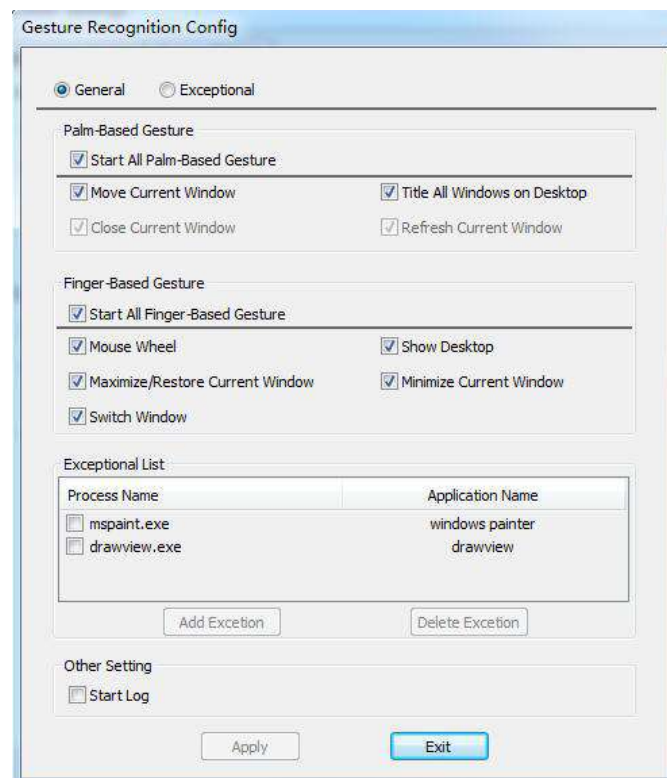 Gesture Recognition Config
General Exceptional
Palm-Based Gesture
Start All Palm-Based Gesture
Move Current Window Title All Windows on Desktop
Close Current Window Refresh Current Window
Finger-Based Gesture
Start All Finger-Based Gesture
Mouse Wheel Show Desktop
Maximize/Restore Current Window Minimize Current Window
Switch Window
Exceptional List
Process Name Application Name
mspaint.exe windows painter
drawview.exe drawview
Add Excetion Delete Excetion
Other Setting
Start Log
Apply Exit